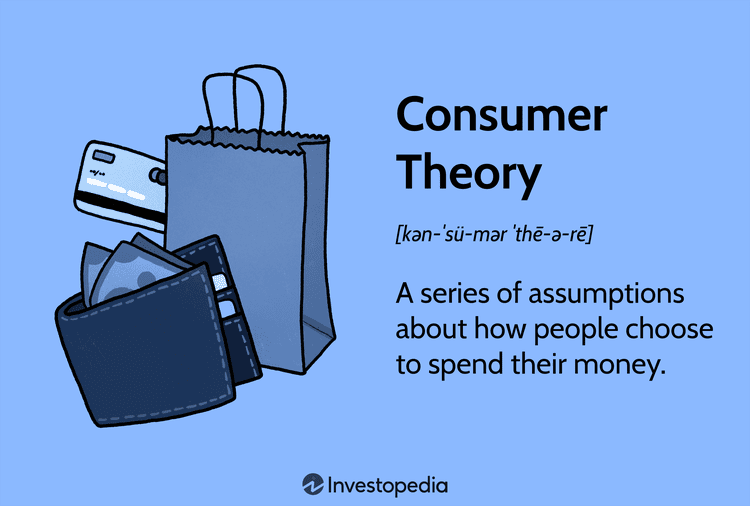 Consumer
Theory
[kən-ˈsü-mər ˈthē-ə-rē]
A series of assumptions
about how people choose
to spend their money.
Investopedia